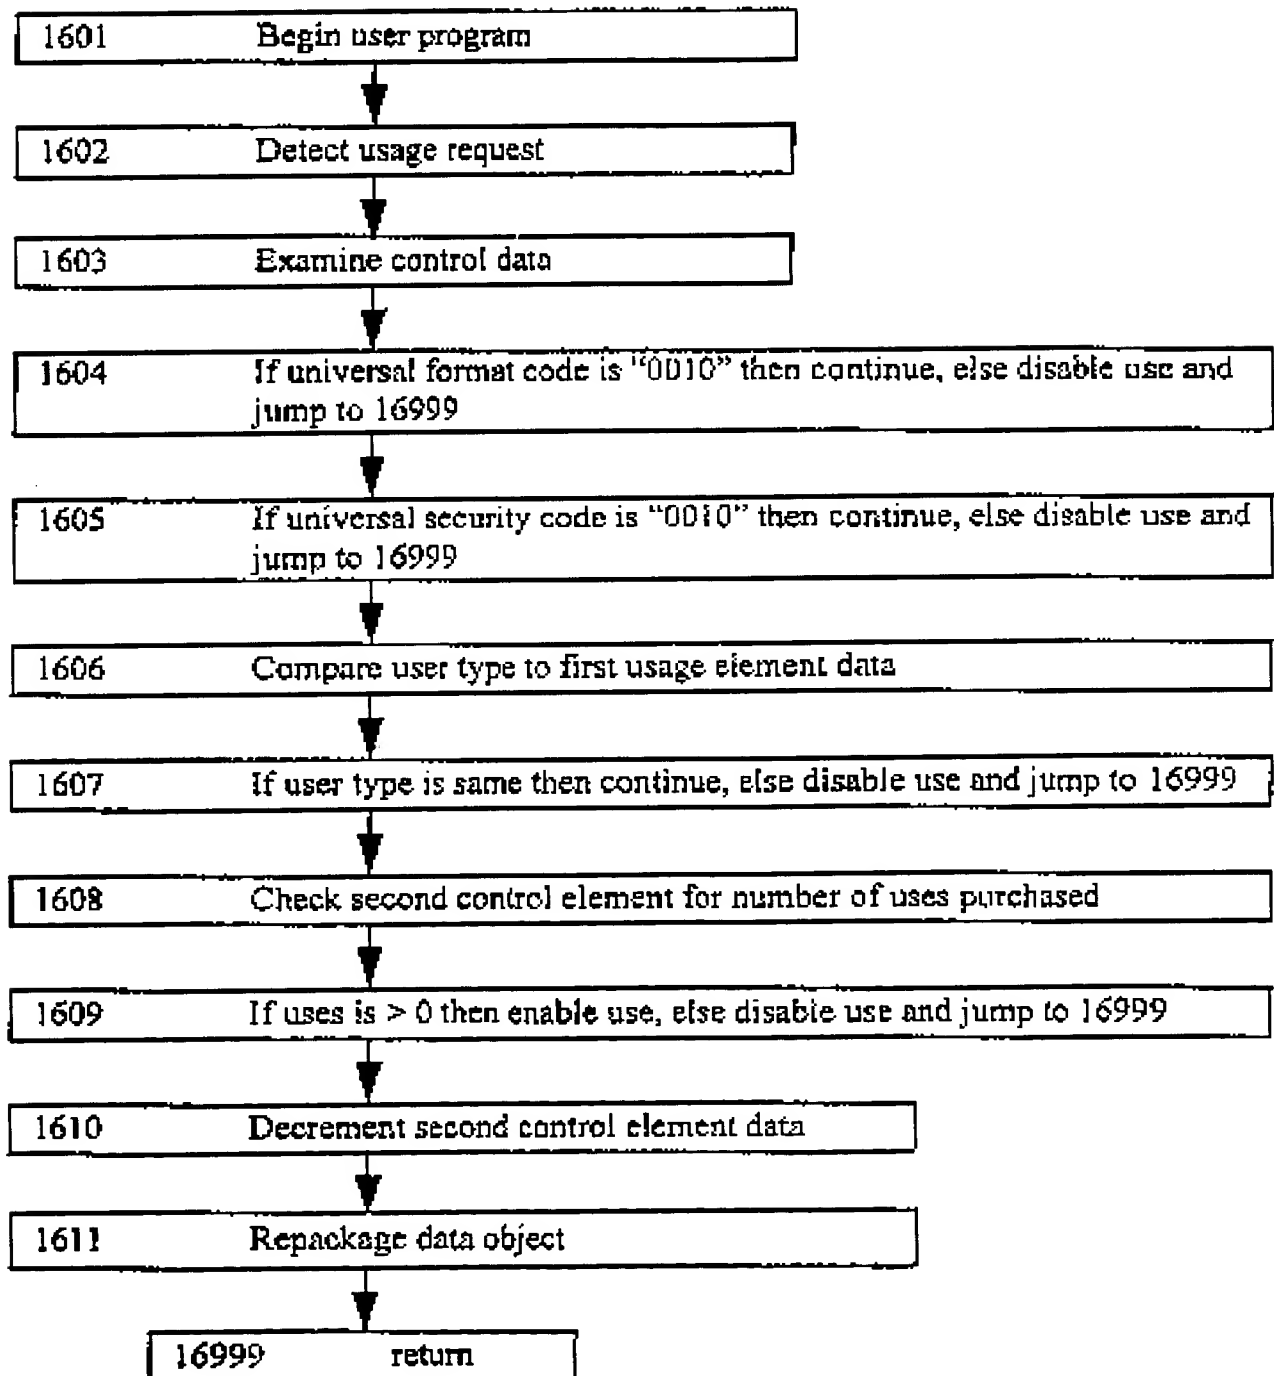 1601 Begin user program
1602 Detect usage request
1603 Examine control data
1604 If universal format code is "0010" then continue, else disable use and
jump to 16999
1605 If universal security code is "0010" then continue, else disable use and
jump to 16999
1606 Compare user type to first usage element data
1607 If user type is same then continue, else disable use and jump to 16999
1608 Check second control element for number of uses purchased
1609 If uses is > 0 then enable use, else disable use and jump to 16999
1610 Decrement second control element data
1611 Repackage data object
16999 return